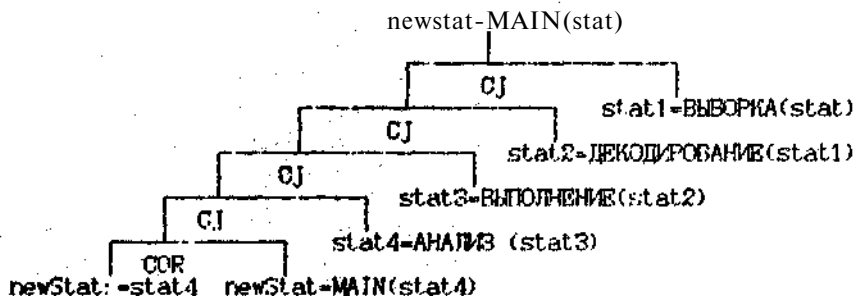 newstat-MAIN(stat)
CJ
stat1=ВЫБОРКА(stat)
CJ
stat2=ДЕКОДИРОВАНИЕ(stat1)
CJ
stat3=ВЫПОЛНЕНИЕ(stat2)
CJ
stat4=АНАЛИЗ (stat3)
COR
newStat:=stat4 newStat=MAIN(stat4)